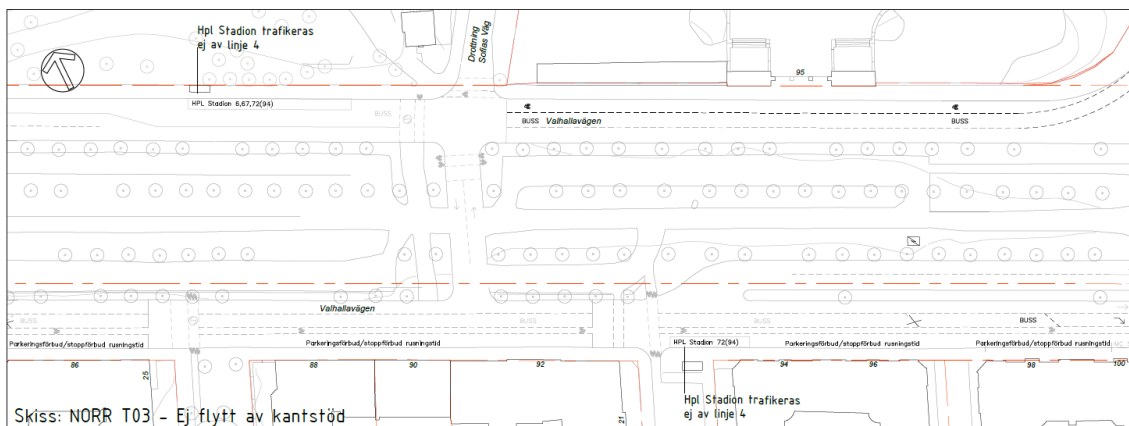 Hpl Stadion trafikeras
ej av linje 4
Drottning
Sofias Väg
95
HPL Stadion 6,67,72(94)
BUSS
BUSS
Valhallavägen
BUSS
Valhallavägen
BUSS
BUSS
BUSS
BUSS
Parkeringsförbud/stoppförbud rusningstid
Parkeringsförbud/stoppförbud rusningstid
HPL Stadion 72(94)
Parkeringsförbud/stoppförbud rusningstid
Parkeringsförbud/stoppförbud rusningstid
86
25
88
90
92
94
96
98
100
Hpl Stadion trafikeras
ej av linje 4
21
Skiss: NORR T03 - Ej flytt av kantstöd